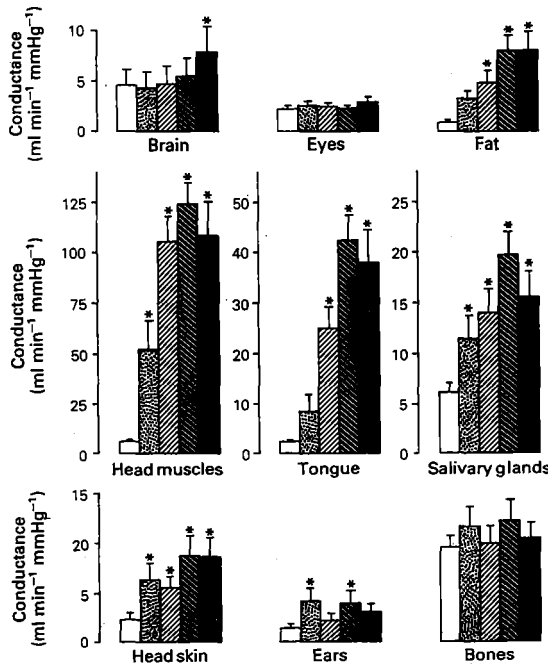 Conductance
(ml min⁻¹ mmHg⁻¹)
10
5
0
*
Brain
Eyes
* * *
Fat
Conductance
(ml min⁻¹ mmHg⁻¹)
125
100
75
50
25
0
* * * *
Head muscles
50
40
30
20
10
0
* * *
Tongue
25
20
15
10
5
0
* * * *
Salivary glands
Conductance
(ml min⁻¹ mmHg⁻¹)
15
20
5
0
* * * *
Head skin
* *
Ears
Bones